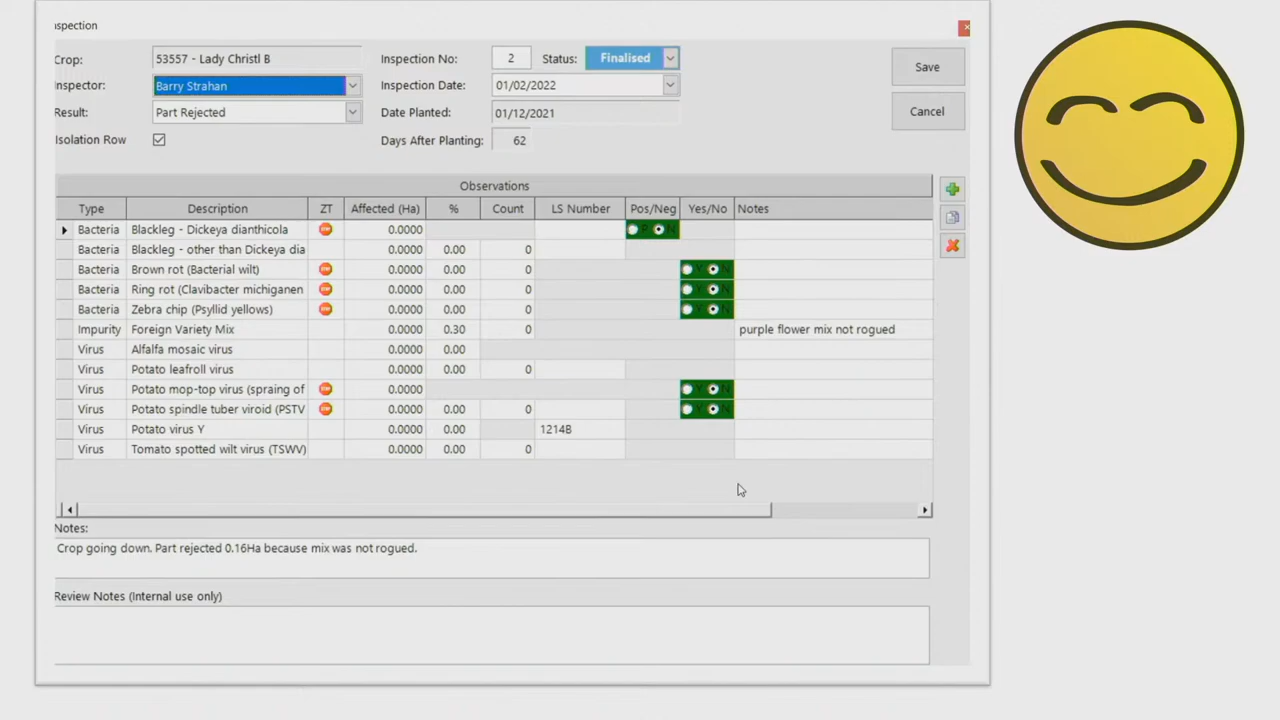 nspection
Crop: 53557 - Lady Christl B Inspection No: 2 Status: Finalised Save
Inspector: Barry Strahan Inspection Date: 01/02/2022
Result: Part Rejected Date Planted: 01/12/2021 Cancel
Isolation Row Days After Planting: 62
Observations
Type Description ZT Affected (Ha) % Count LS Number Pos/Neg Yes/No Notes
Bacteria Blackleg - Dickeya dianthicola 0.0000 P N
Bacteria Blackleg - other than Dickeya dia 0.0000 0.00 0
Bacteria Brown rot (Bacterial wilt) 0.0000 0.00 0 Y N
Bacteria Ring rot (Clavibacter michiganen 0.0000 0.00 0 Y N
Bacteria Zebra chip (Psyllid yellows) 0.0000 0.00 0 Y N
Impurity Foreign Variety Mix 0.0000 0.30 0 purple flower mix not rogued
Virus Alfalfa mosaic virus 0.0000 0.00
Virus Potato leafroll virus 0.0000 0.00 0
Virus Potato mop-top virus (spraing of 0.0000 Y N
Virus Potato spindle tuber viroid (PSTV 0.0000 0.00 0 Y N
Virus Potato virus Y 0.0000 0.00 1214B
Virus Tomato spotted wilt virus (TSWV) 0.0000 0.00 0
Notes:
Crop going down. Part rejected 0.16Ha because mix was not rogued.
Review Notes (Internal use only)